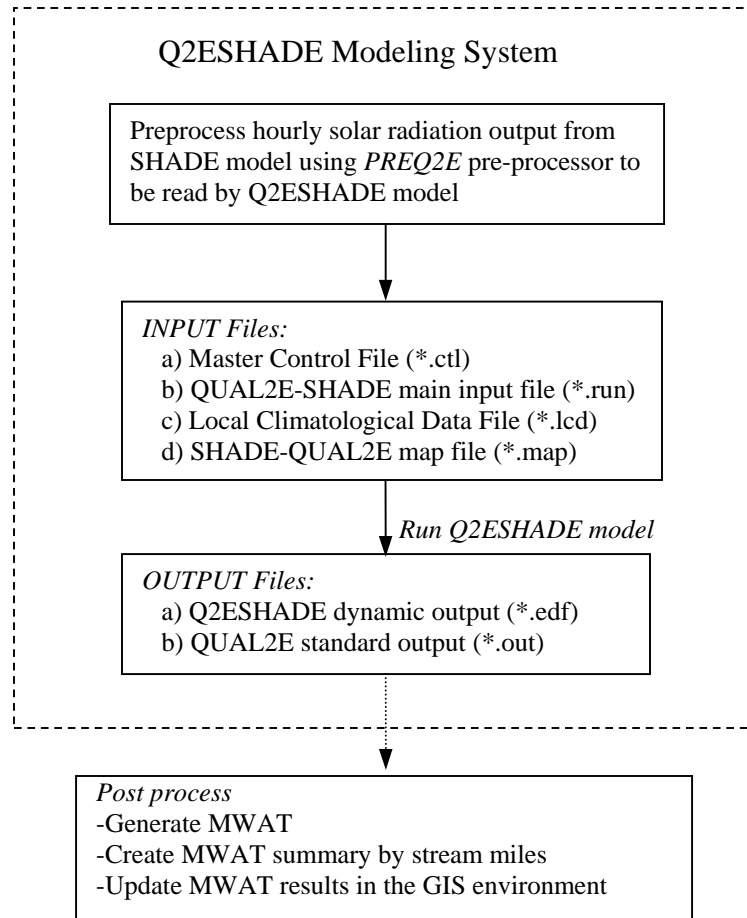 Q2ESHADE Modeling System
Preprocess hourly solar radiation output from
SHADE model using PREQ2E pre-processor to
be read by Q2ESHADE model
INPUT Files:
a) Master Control File (*.ctl)
b) QUAL2E-SHADE main input file (*.run)
c) Local Climatological Data File (*.lcd)
d) SHADE-QUAL2E map file (*.map)
Run Q2ESHADE model
OUTPUT Files:
a) Q2ESHADE dynamic output (*.edf)
b) QUAL2E standard output (*.out)
Post process
-Generate MWAT
-Create MWAT summary by stream miles
-Update MWAT results in the GIS environment